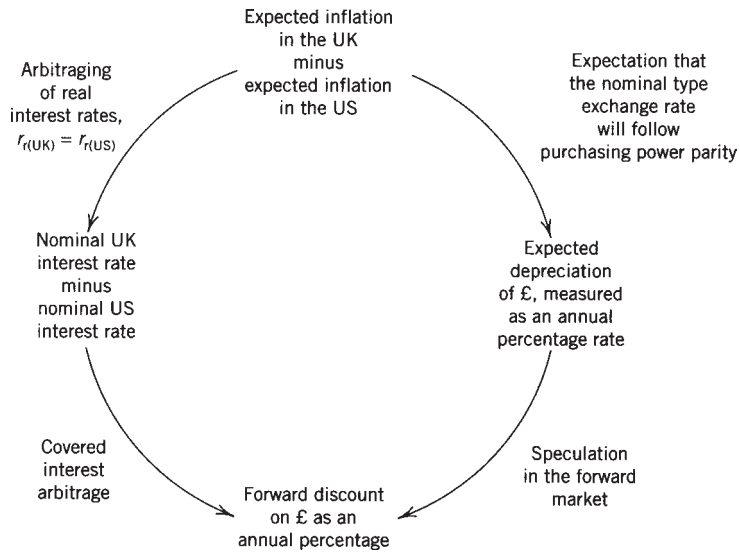 Expected inflation
in the UK
minus
expected inflation
in the US
Arbitraging
of real
interest rates,
r_r(UK) = r_r(US)
Expectation that
the nominal type
exchange rate
will follow
purchasing power parity
Nominal UK
interest rate
minus
nominal US
interest rate
Expected
depreciation
of £, measured
as an annual
percentage rate
Covered
interest
arbitrage
Speculation
in the forward
market
Forward discount
on £ as an
annual percentage